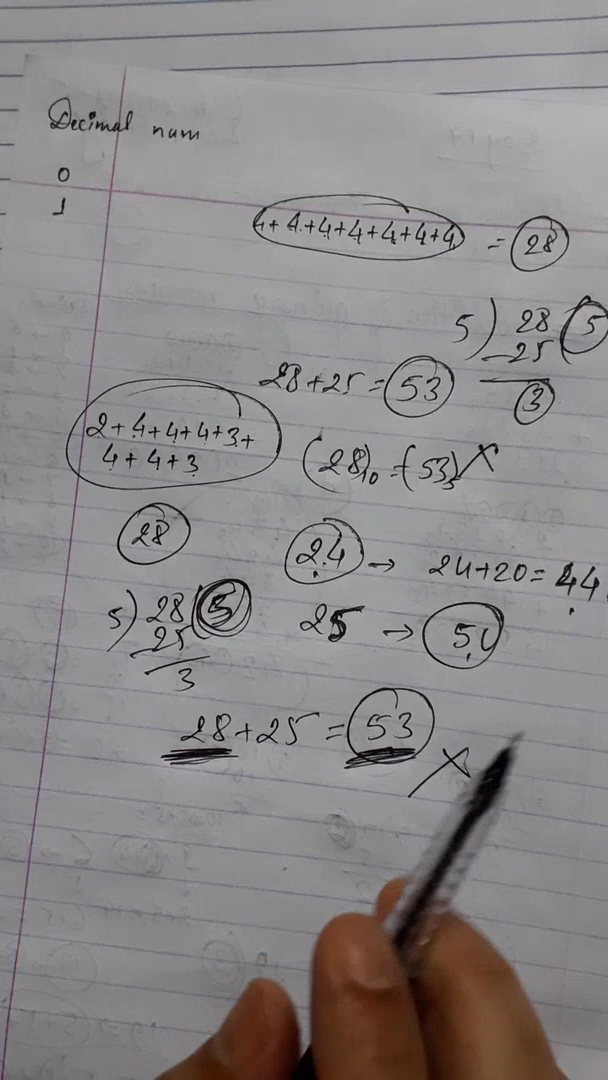 Decimal num
0
1
4+4+4+4+4+4+4 = 28
5) 28 (5
-25
3
28+25 = 53
2+4+4+4+3+
4+4+3
(28)10 = (53)5 X
28
24 → 24+20 = 44
5) 28 (5
25
3
25 → 50
28+25 = 53 X